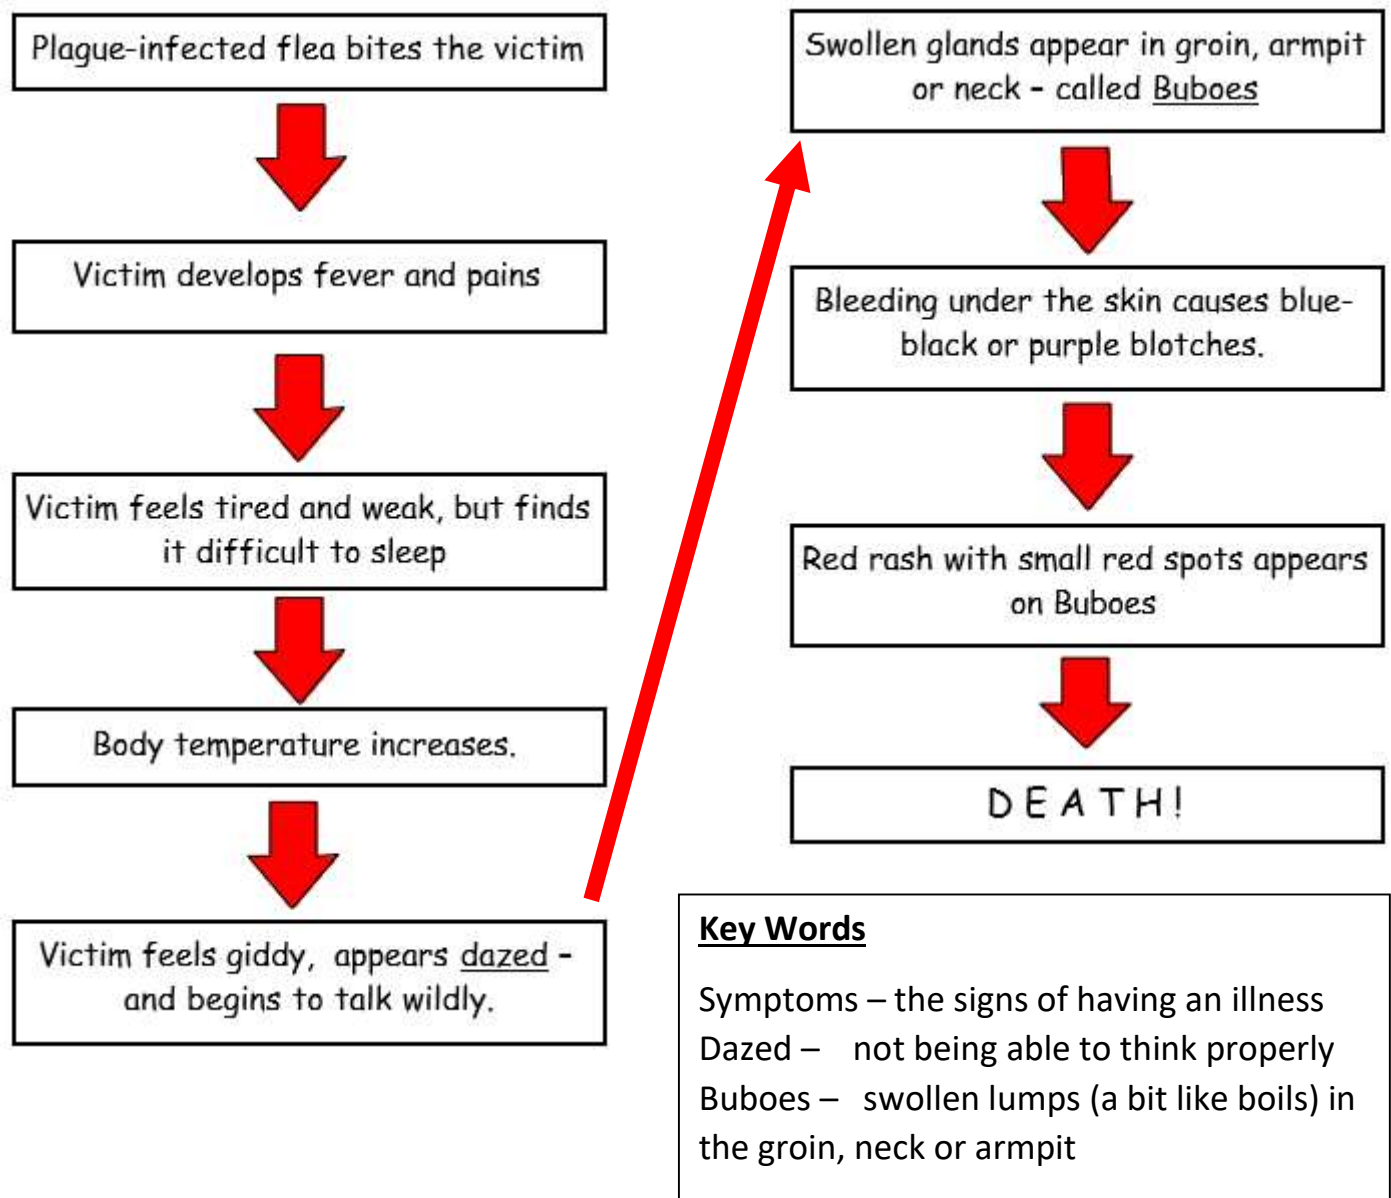 Plague-infected flea bites the victim
Victim develops fever and pains
Victim feels tired and weak, but finds
it difficult to sleep
Body temperature increases.
Victim feels giddy,  appears dazed -
and begins to talk wildly.
Swollen glands appear in groin, armpit
or neck - called Buboes
Bleeding under the skin causes blue-
black or purple blotches.
Red rash with small red spots appears
on Buboes
D E A T H !
Key Words
Symptoms – the signs of having an illness
Dazed –   not being able to think properly
Buboes –   swollen lumps (a bit like boils) in
the groin, neck or armpit